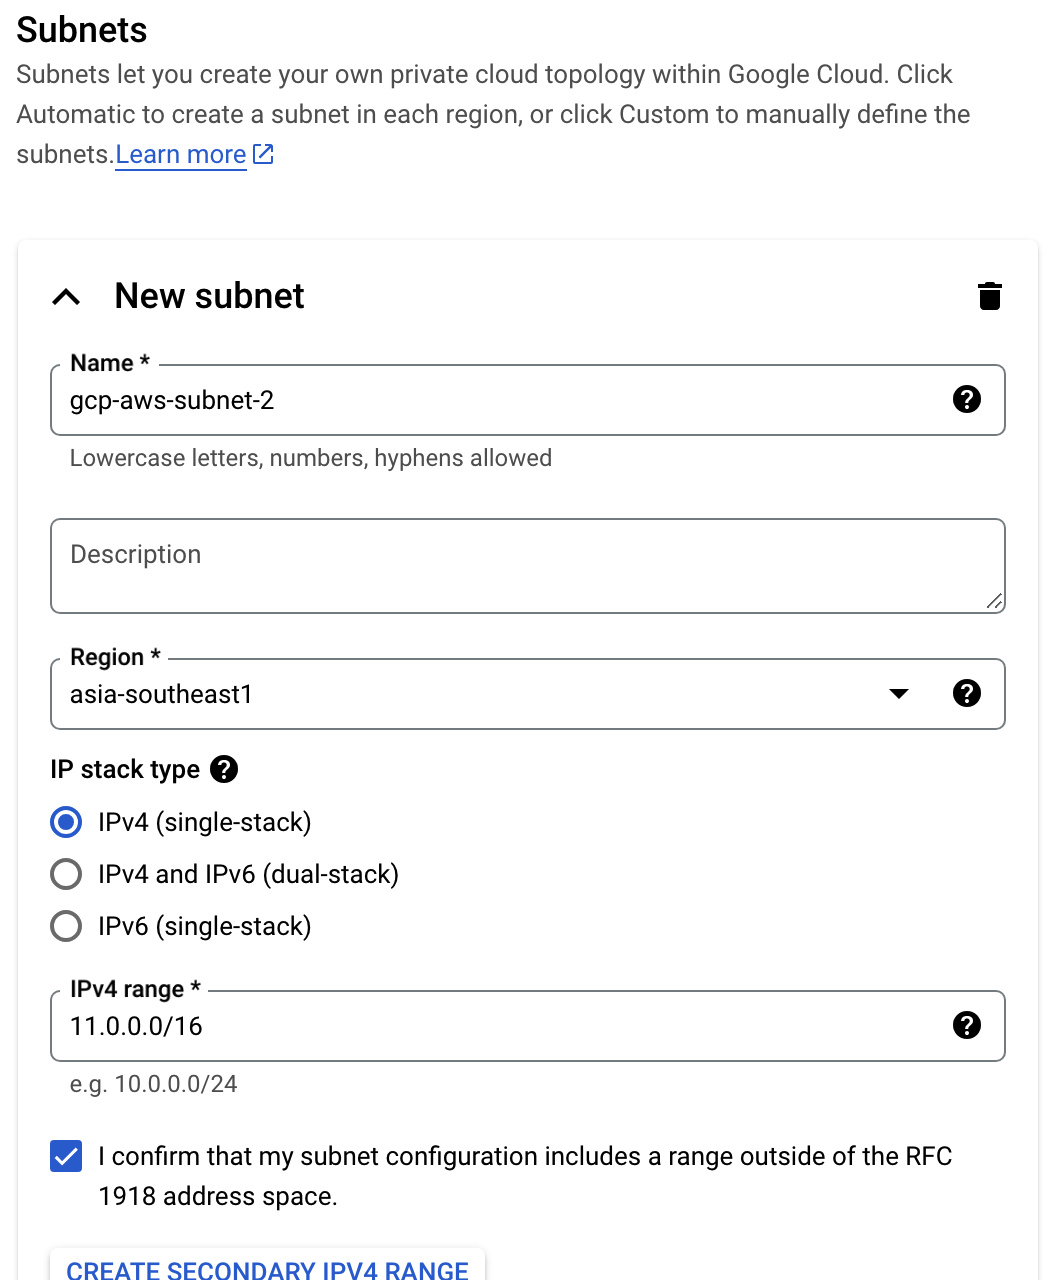 Subnets
Subnets let you create your own private cloud topology within Google Cloud. Click
Automatic to create a subnet in each region, or click Custom to manually define the
subnets.Learn more
New subnet
Name *
gcp-aws-subnet-2
Lowercase letters, numbers, hyphens allowed
Description
Region *
asia-southeast1
IP stack type
IPv4 (single-stack)
IPv4 and IPv6 (dual-stack)
IPv6 (single-stack)
IPv4 range *
11.0.0.0/16
e.g. 10.0.0.0/24
I confirm that my subnet configuration includes a range outside of the RFC
1918 address space.
CREATE SECONDARY IPV4 RANGE